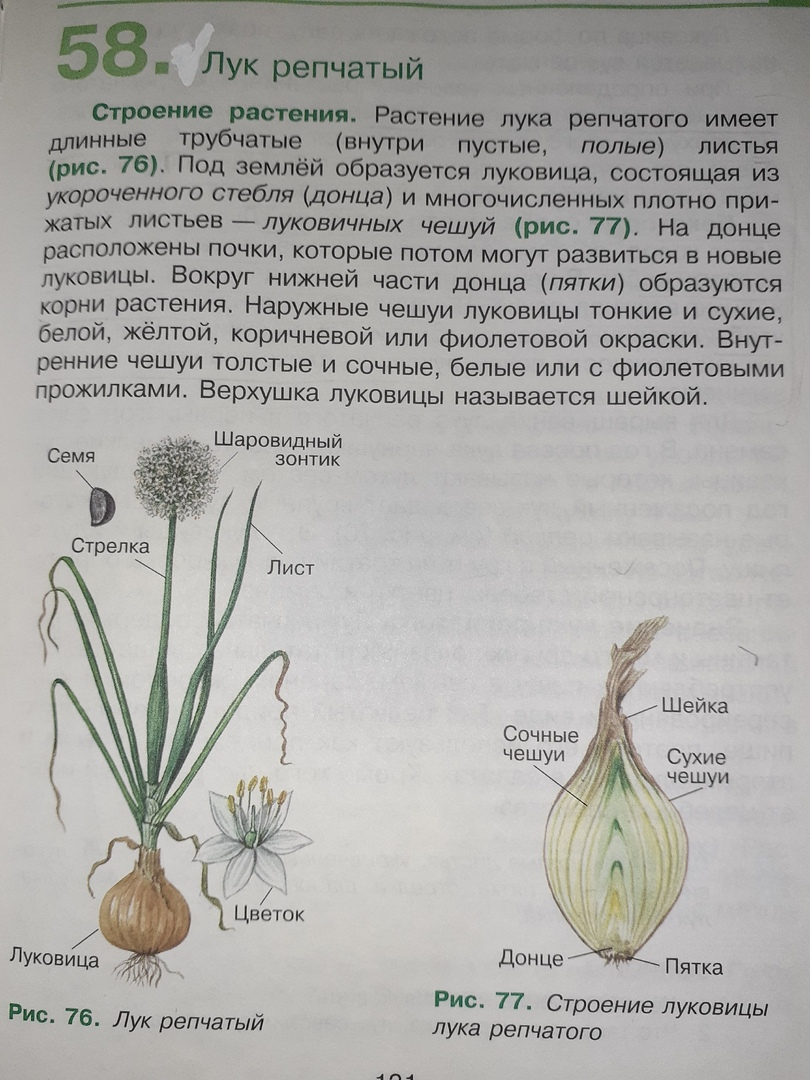 58. Лук репчатый
Строение растения. Растение лука репчатого имеет
длинные трубчатые (внутри пустые, полые) листья
(рис. 76). Под землёй образуется луковица, состоящая из
укороченного стебля (донца) и многочисленных плотно при-
жатых листьев — луковичных чешуй (рис. 77). На донце
расположены почки, которые потом могут развиться в новые
луковицы. Вокруг нижней части донца (пятки) образуются
корни растения. Наружные чешуи луковицы тонкие и сухие,
белой, жёлтой, коричневой или фиолетовой окраски. Внут-
ренние чешуи толстые и сочные, белые или с фиолетовыми
прожилками. Верхушка луковицы называется шейкой.
Семя
Шаровидный
зонтик
Стрелка
Лист
Цветок
Луковица
Рис. 76. Лук репчатый
Шейка
Сочные
чешуи
Сухие
чешуи
Донце
Пятка
Рис. 77. Строение луковицы
лука репчатого